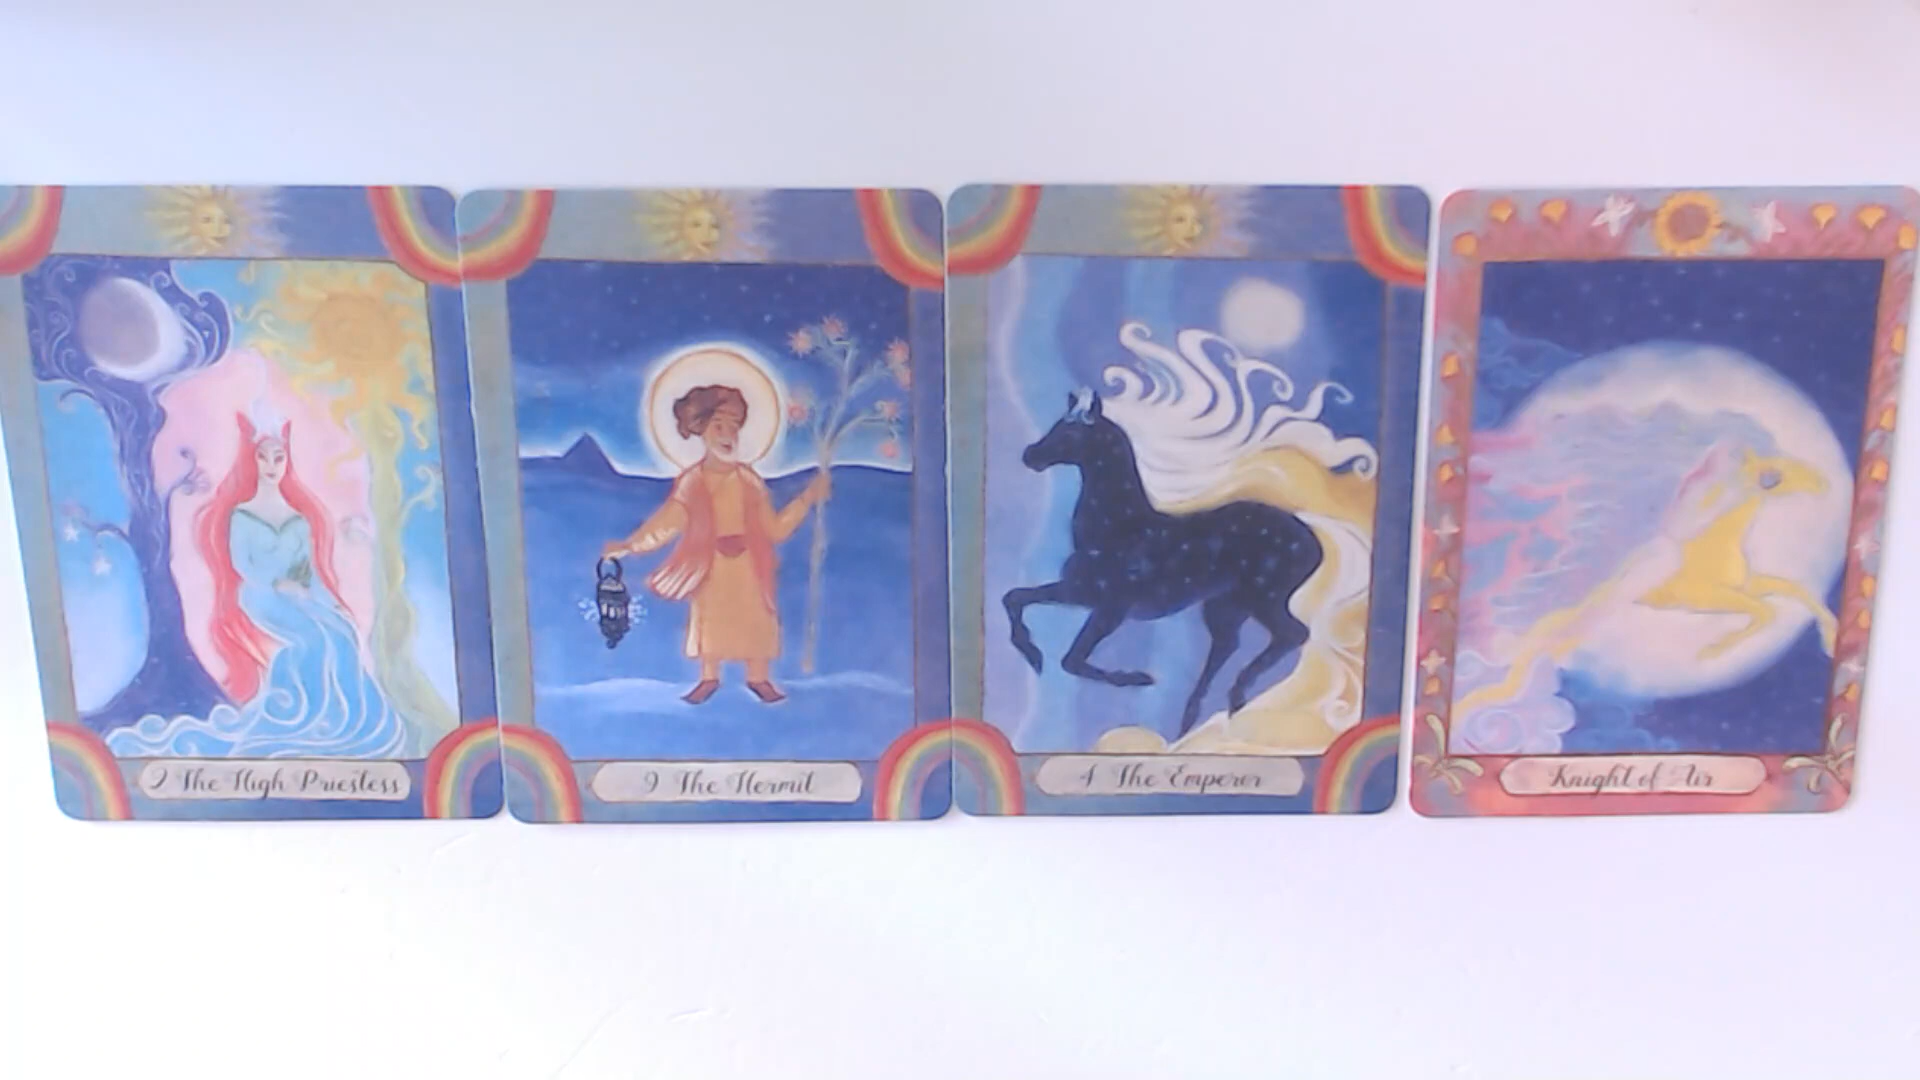 2 The High Priestess
9 The Hermit
4 The Emperor
Knight of Air